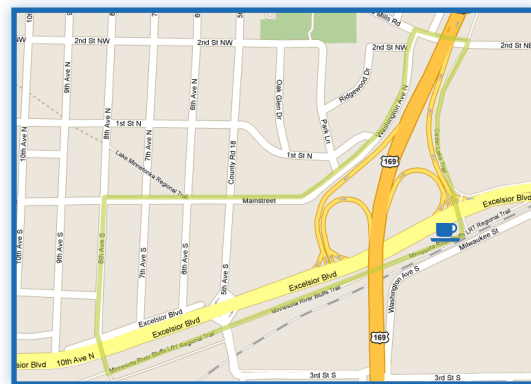 Mills Rd
10th Ave N
9th Ave N
8th Ave N
7th Ave N
6th Ave N
2nd St NW
2nd St NW
2nd St NW
Ridgewood Dr
Oak Glen Dr
Park Ln
Washington Ave N
Cedar Lake Trail
County Rd 18
1st St N
1st St N
169
Lake Minnetonka Regional Trail
Mainstreet
Excelsior Blvd
Minnesota River Bluffs LRT Regional Trail
Milwaukee St
10th Ave S
9th Ave S
8th Ave S
7th Ave S
6th Ave S
5th Ave S
Washington Ave S
Excelsior Blvd
Excelsior Blvd
Excelsior Blvd
Minnesota River Bluffs Trail
169
Minnesota River Bluffs LRT Regional Trail
sior Blvd
10th Ave N
3rd St S
3rd St S